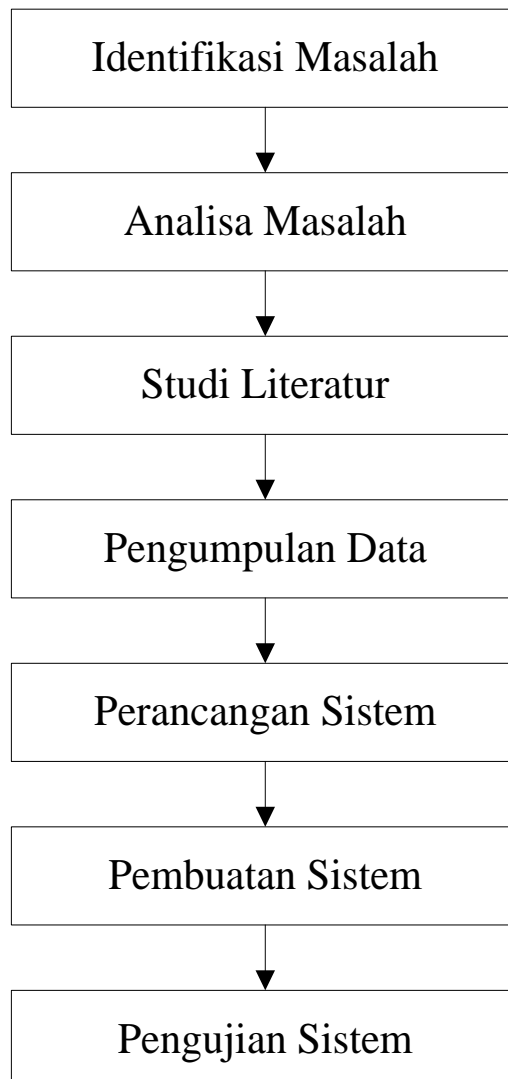 Identifikasi Masalah
Analisa Masalah
Studi Literatur
Pengumpulan Data
Perancangan Sistem
Pembuatan Sistem
Pengujian Sistem